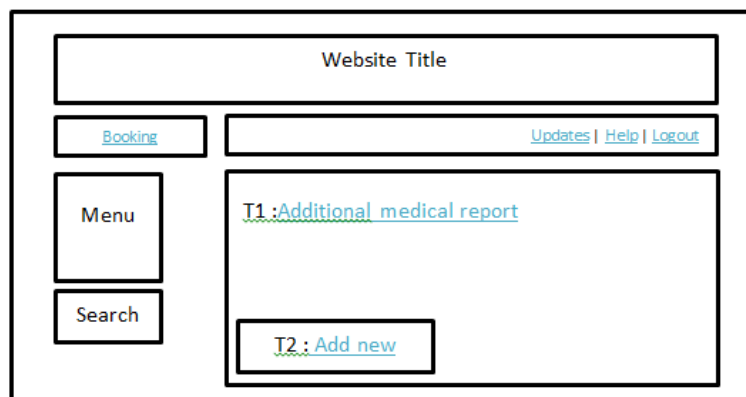 Website Title
Booking
Updates | Help | Logout
Menu
T1 :Additional medical report
Search
T2 : Add new